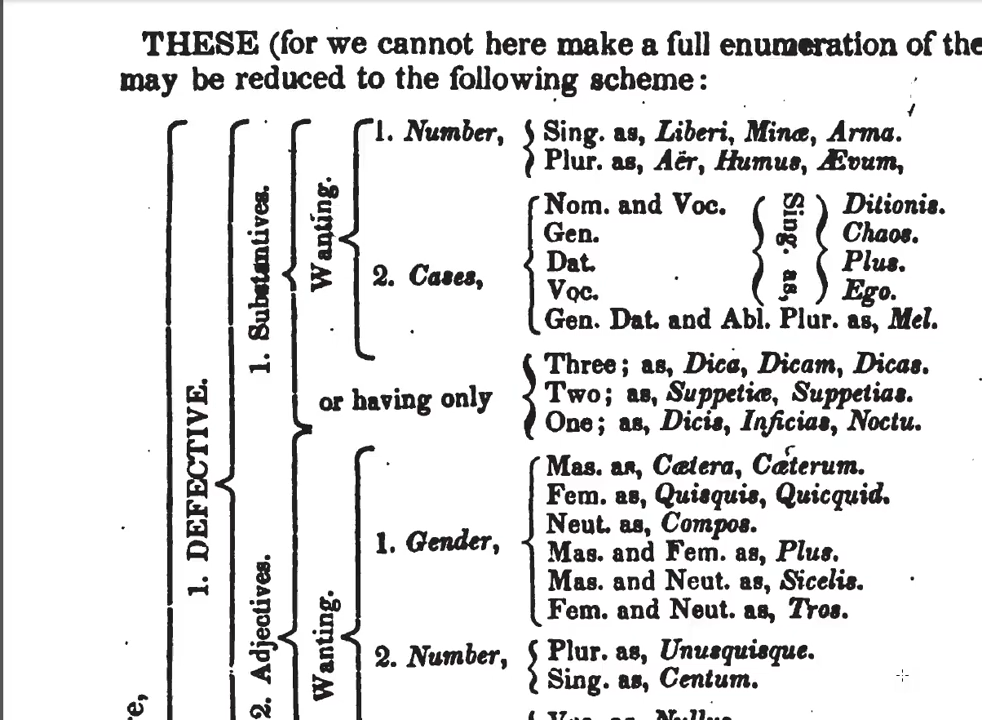 THESE (for we cannot here make a full enumeration of the
may be reduced to the following scheme:
1. DEFECTIVE.
1. Substantives.
Wanting.
1. Number,
Sing. as, Liberi, Minæ, Arma.
Plur. as, Aër, Humus, Ævum,
2. Cases,
Nom. and Voc.
Gen.
Dat.
Voc.
Sing. as,
Ditionis.
Chaos.
Plus.
Ego.
Gen. Dat. and Abl. Plur. as, Mel.
or having only
Three; as, Dica, Dicam, Dicas.
Two; as, Suppetiæ, Suppetias.
One; as, Dicis, Inficias, Noctu.
2. Adjectives.
Wanting.
1. Gender,
Mas. as, Cætera, Cæterum.
Fem. as, Quisquis, Quicquid.
Neut. as, Compos.
Mas. and Fem. as, Plus.
Mas. and Neut. as, Sicelis.
Fem. and Neut. as, Tros.
2. Number,
Plur. as, Unusquisque.
Sing. as, Centum.